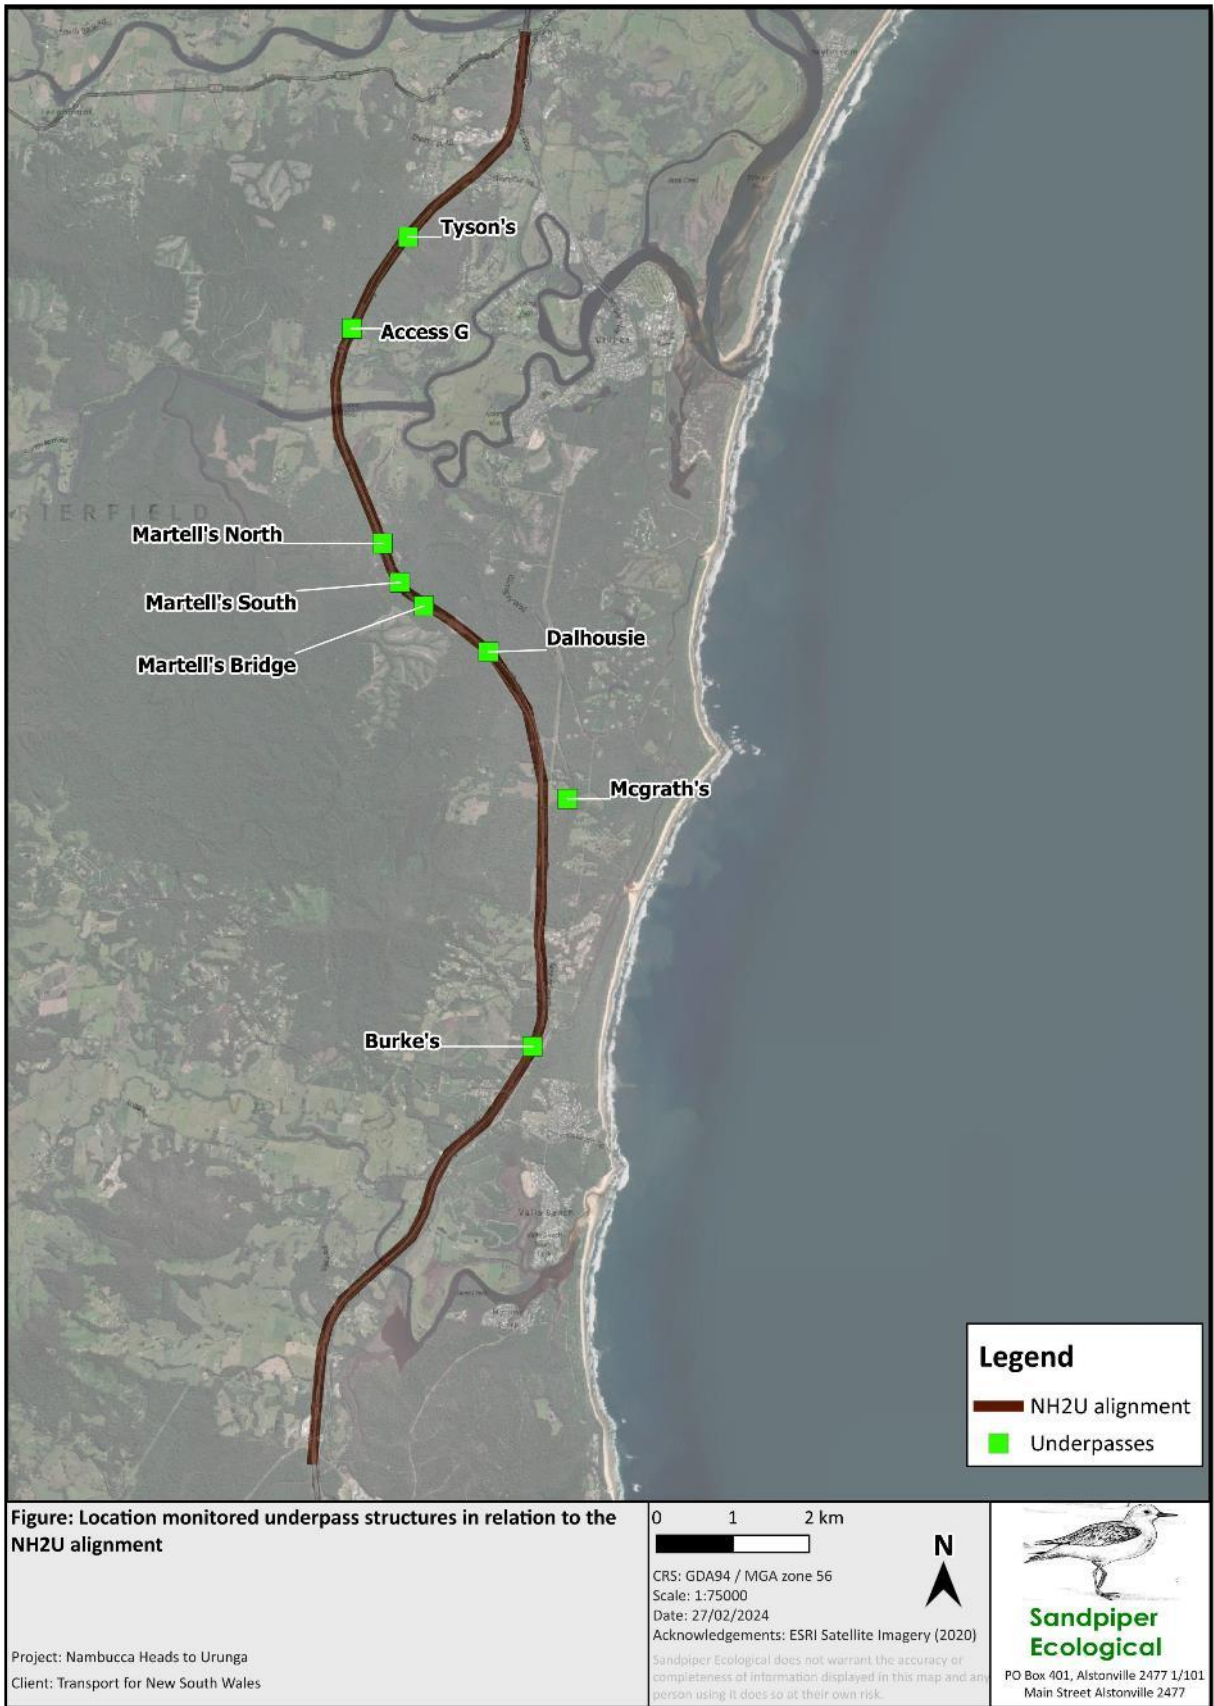 Tyson's
Access G
Martell's North
Martell's South
Martell's Bridge
Dalhousie
Mcgrath's
Burke's
Valla Beach
Legend
NH2U alignment
Underpasses
Figure: Location monitored underpass structures in relation to the
NH2U alignment
Project: Nambucca Heads to Urunga
Client: Transport for New South Wales
0 1 2 km
CRS: GDA94 / MGA zone 56
Scale: 1:75000
Date: 27/02/2024
Acknowledgements: ESRI Satellite Imagery (2020)
Sandpiper Ecological does not warrant the accuracy or
completeness of information displayed in this map and any
person using it does so at their own risk.
N
Sandpiper
Ecological
PO Box 401, Alstonville 2477 1/101
Main Street Alstonville 2477